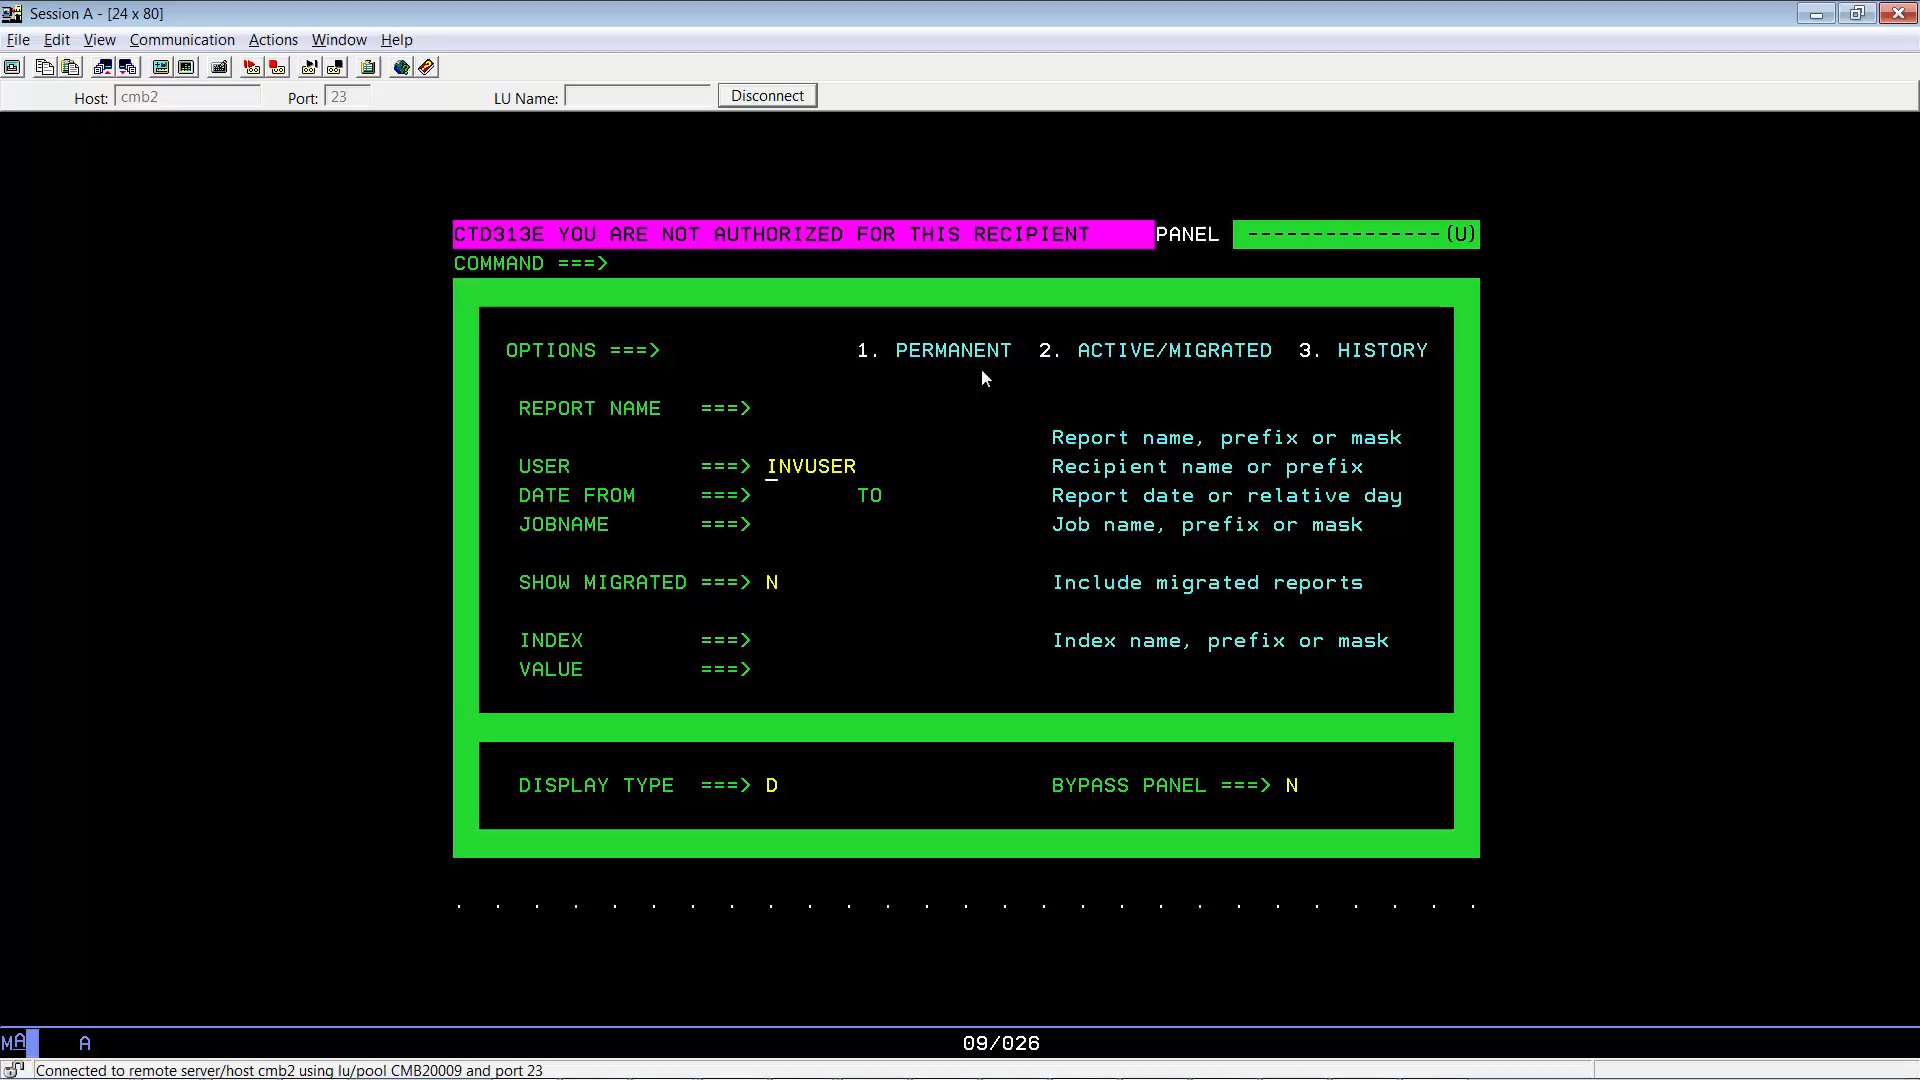 Session A - [24 x 80]
File Edit View Communication Actions Window Help
Host: cmb2 Port: 23 LU Name: Disconnect
CTD313E YOU ARE NOT AUTHORIZED FOR THIS RECIPIENT PANEL ---------------(U)
COMMAND ===>
OPTIONS ===> 1. PERMANENT 2. ACTIVE/MIGRATED 3. HISTORY
REPORT NAME ===>
Report name, prefix or mask
USER ===> INVUSER Recipient name or prefix
DATE FROM ===> TO Report date or relative day
JOBNAME ===> Job name, prefix or mask
SHOW MIGRATED ===> N Include migrated reports
INDEX ===> Index name, prefix or mask
VALUE ===>
DISPLAY TYPE ===> D BYPASS PANEL ===> N
. . . . . . . . . . . . . . . . . . . . . . . . . . .
MA A 09/026
Connected to remote server/host cmb2 using lu/pool CMB20009 and port 23